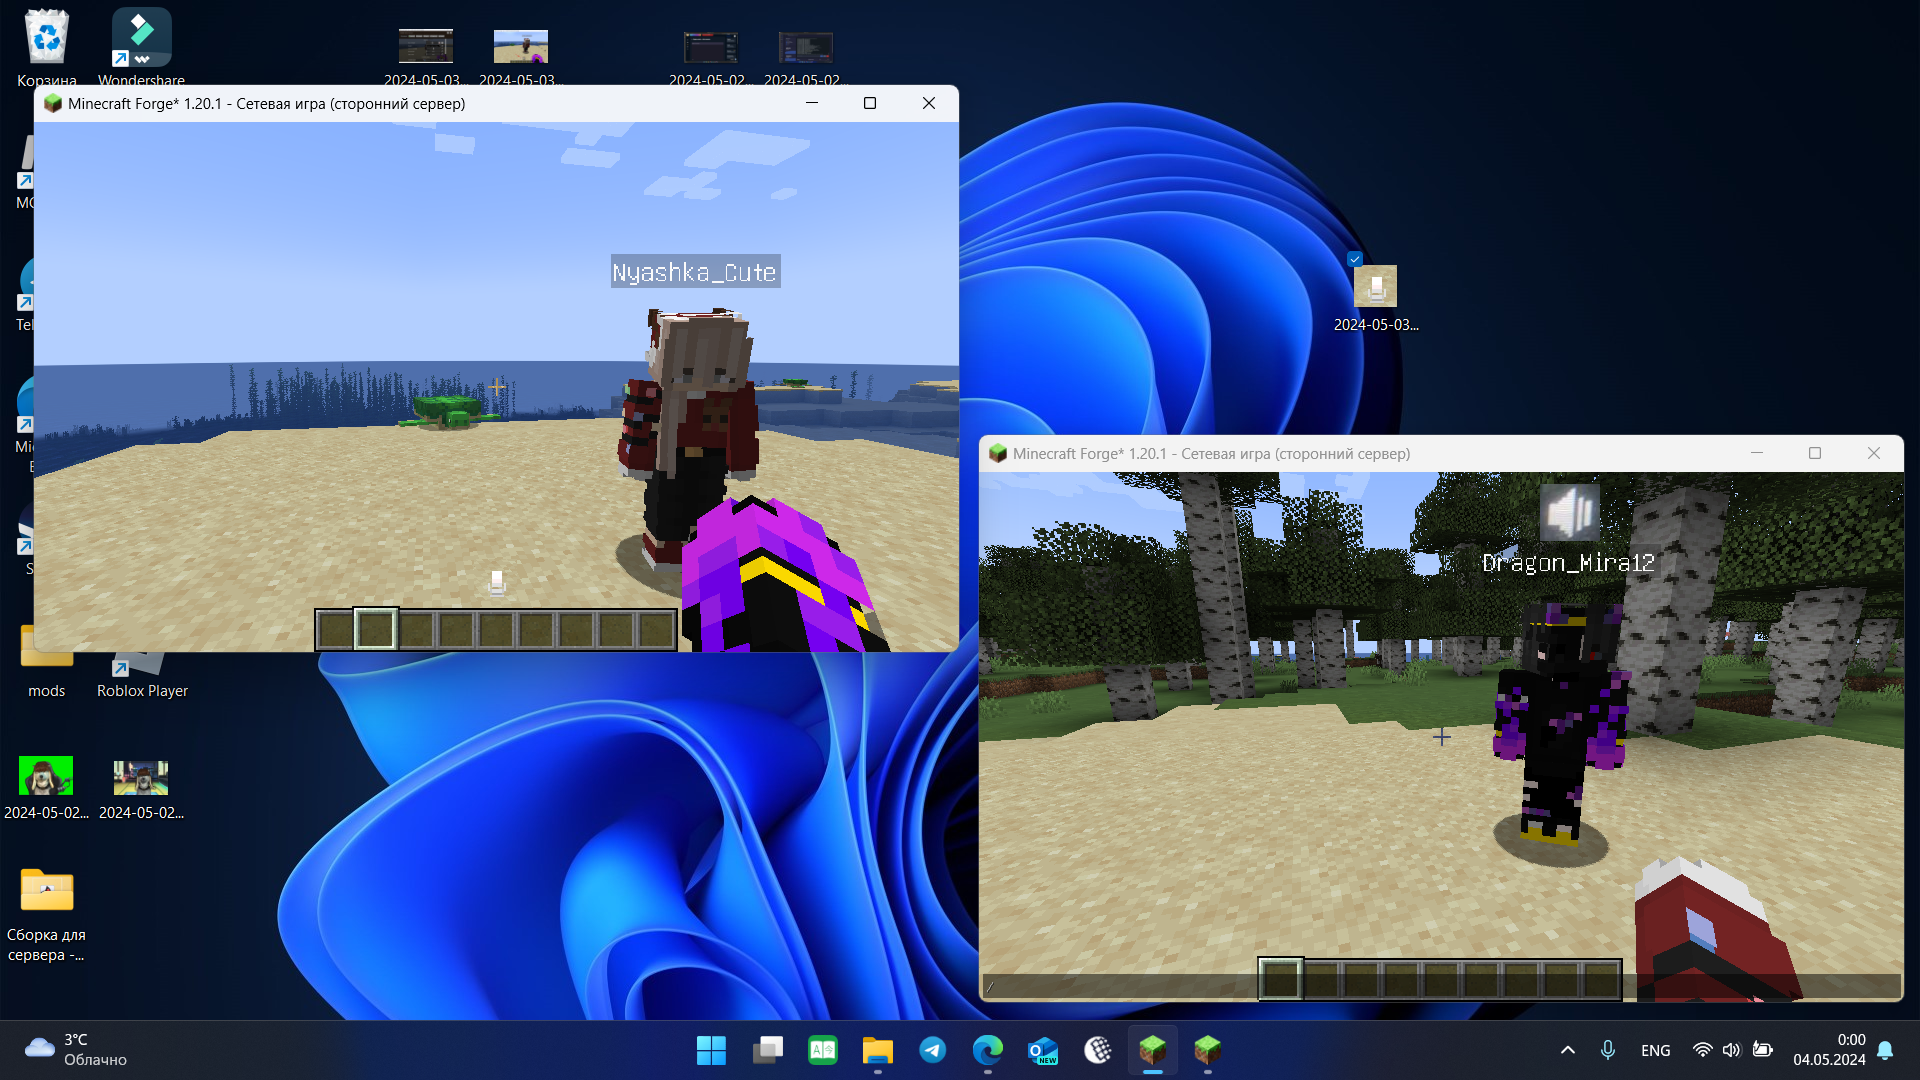 Корзина
Wondershare
2024-05-03...
2024-05-03...
2024-05-02...
2024-05-02...
Minecraft Forge* 1.20.1 - Сетевая игра (сторонний сервер)
Nyashka_Cute
2024-05-03...
Minecraft Forge* 1.20.1 - Сетевая игра (сторонний сервер)
Dragon_Mira12
/
mods
Roblox Player
2024-05-02...
2024-05-02...
Сборка для
сервера -...
3°C
Облачно
NEW
ENG
0:00
04.05.2024